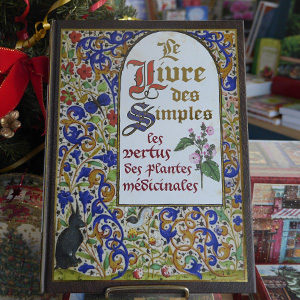 Le
Livre
des
Simples
les
vertus
des plantes
médicinales